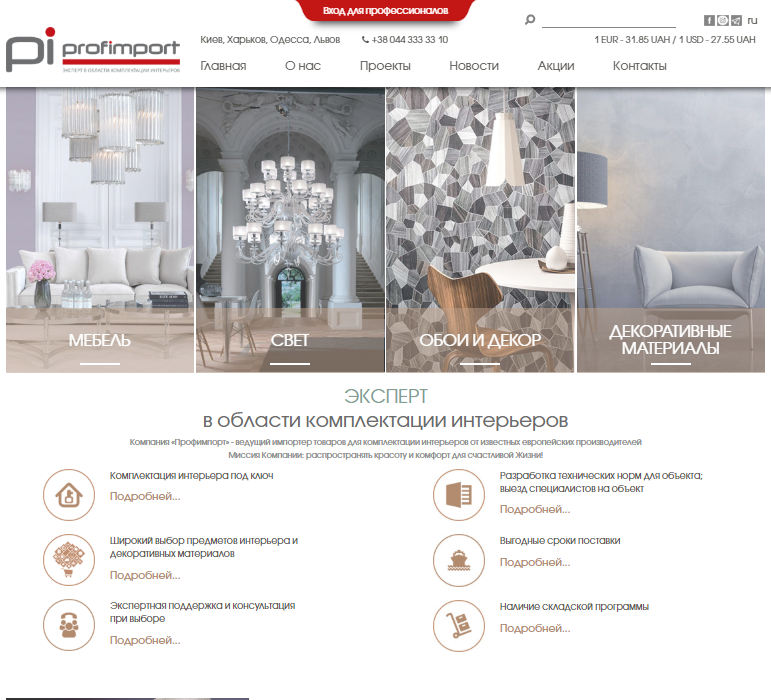 Вход для профессионалов
ru
Киев, Харьков, Одесса, Львов
+38 044 333 33 10
1 EUR - 31.85 UAH / 1 USD - 27.55 UAH
pi profimport
ЭКСПЕРТ В ОБЛАСТИ КОМПЛЕКТАЦИИ ИНТЕРЬЕРОВ
Главная
О нас
Проекты
Новости
Акции
Контакты
МЕБЕЛЬ
СВЕТ
ОБОИ И ДЕКОР
ДЕКОРАТИВНЫЕ
МАТЕРИАЛЫ
ЭКСПЕРТ
в области комплектации интерьеров
Компания «Профимпорт» - ведущий импортер товаров для комплектации интерьеров от известных европейских производителей
Миссия Компании: распространять красоту и комфорт для счастливой Жизни!
Комплектация интерьера под ключ
Подробней...
Разработка технических норм для объекта;
выезд специалистов на объект
Подробней...
Широкий выбор предметов интерьера и
декоративных материалов
Подробней...
Выгодные сроки поставки
Подробней...
Экспертная поддержка и консультация
при выборе
Подробней...
Наличие складской программы
Подробней...